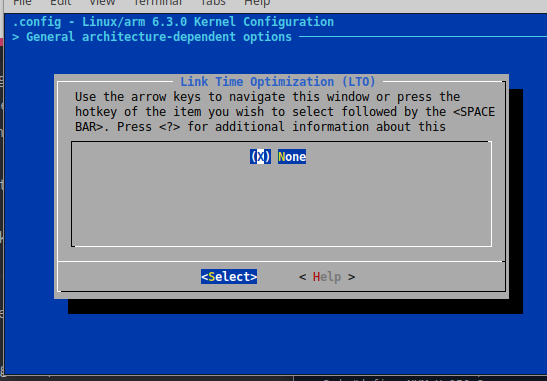 File Edit View Terminal Tabs Help
.config - Linux/arm 6.3.0 Kernel Configuration
> General architecture-dependent options
Link Time Optimization (LTO)
Use the arrow keys to navigate this window or press the
hotkey of the item you wish to select followed by the <SPACE
BAR>. Press <?> for additional information about this
(X) None
<Select> < Help >